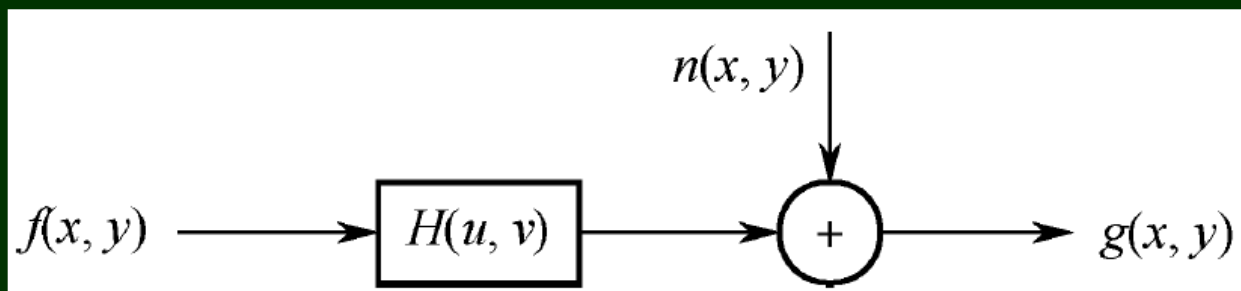 n(x, y)
f(x, y) H(u, v) + g(x, y)